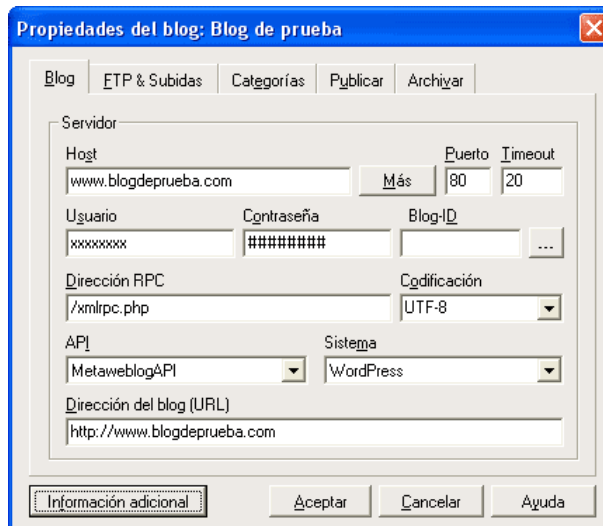 Propiedades del blog: Blog de prueba
Blog FTP & Subidas Categorías Publicar Archivar
Servidor
Host Puerto Timeout
www.blogdeprueba.com Más 80 20
Usuario Contraseña Blog-ID
xxxxxxxx ######## ...
Dirección RPC Codificación
/xmlrpc.php UTF-8
API Sistema
MetaweblogAPI WordPress
Dirección del blog (URL)
http://www.blogdeprueba.com
Información adicional Aceptar Cancelar Ayuda